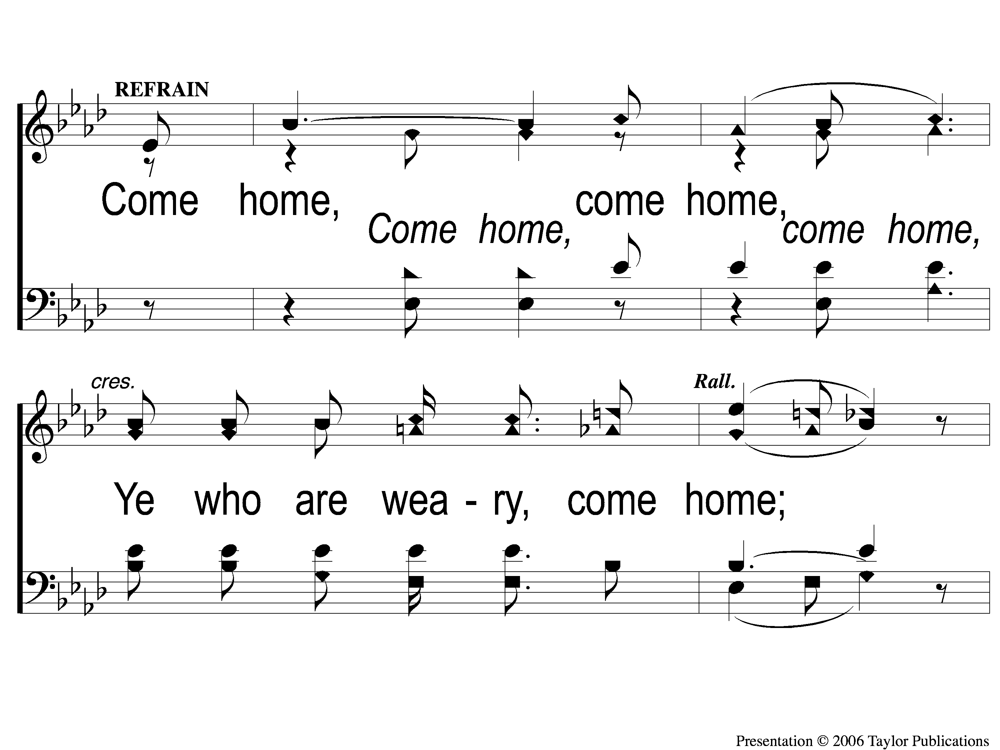 REFRAIN
Come home, come home,
Come home, come home,
cres. Rall.
Ye who are wea - ry, come home;
Presentation © 2006 Taylor Publications